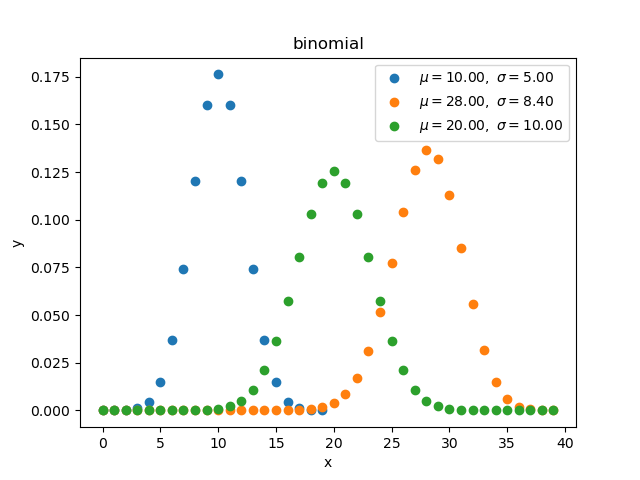 binomial
μ = 10.00, σ = 5.00
μ = 28.00, σ = 8.40
μ = 20.00, σ = 10.00
y
0.175
0.150
0.125
0.100
0.075
0.050
0.025
0.000
0 5 10 15 20 25 30 35 40
x